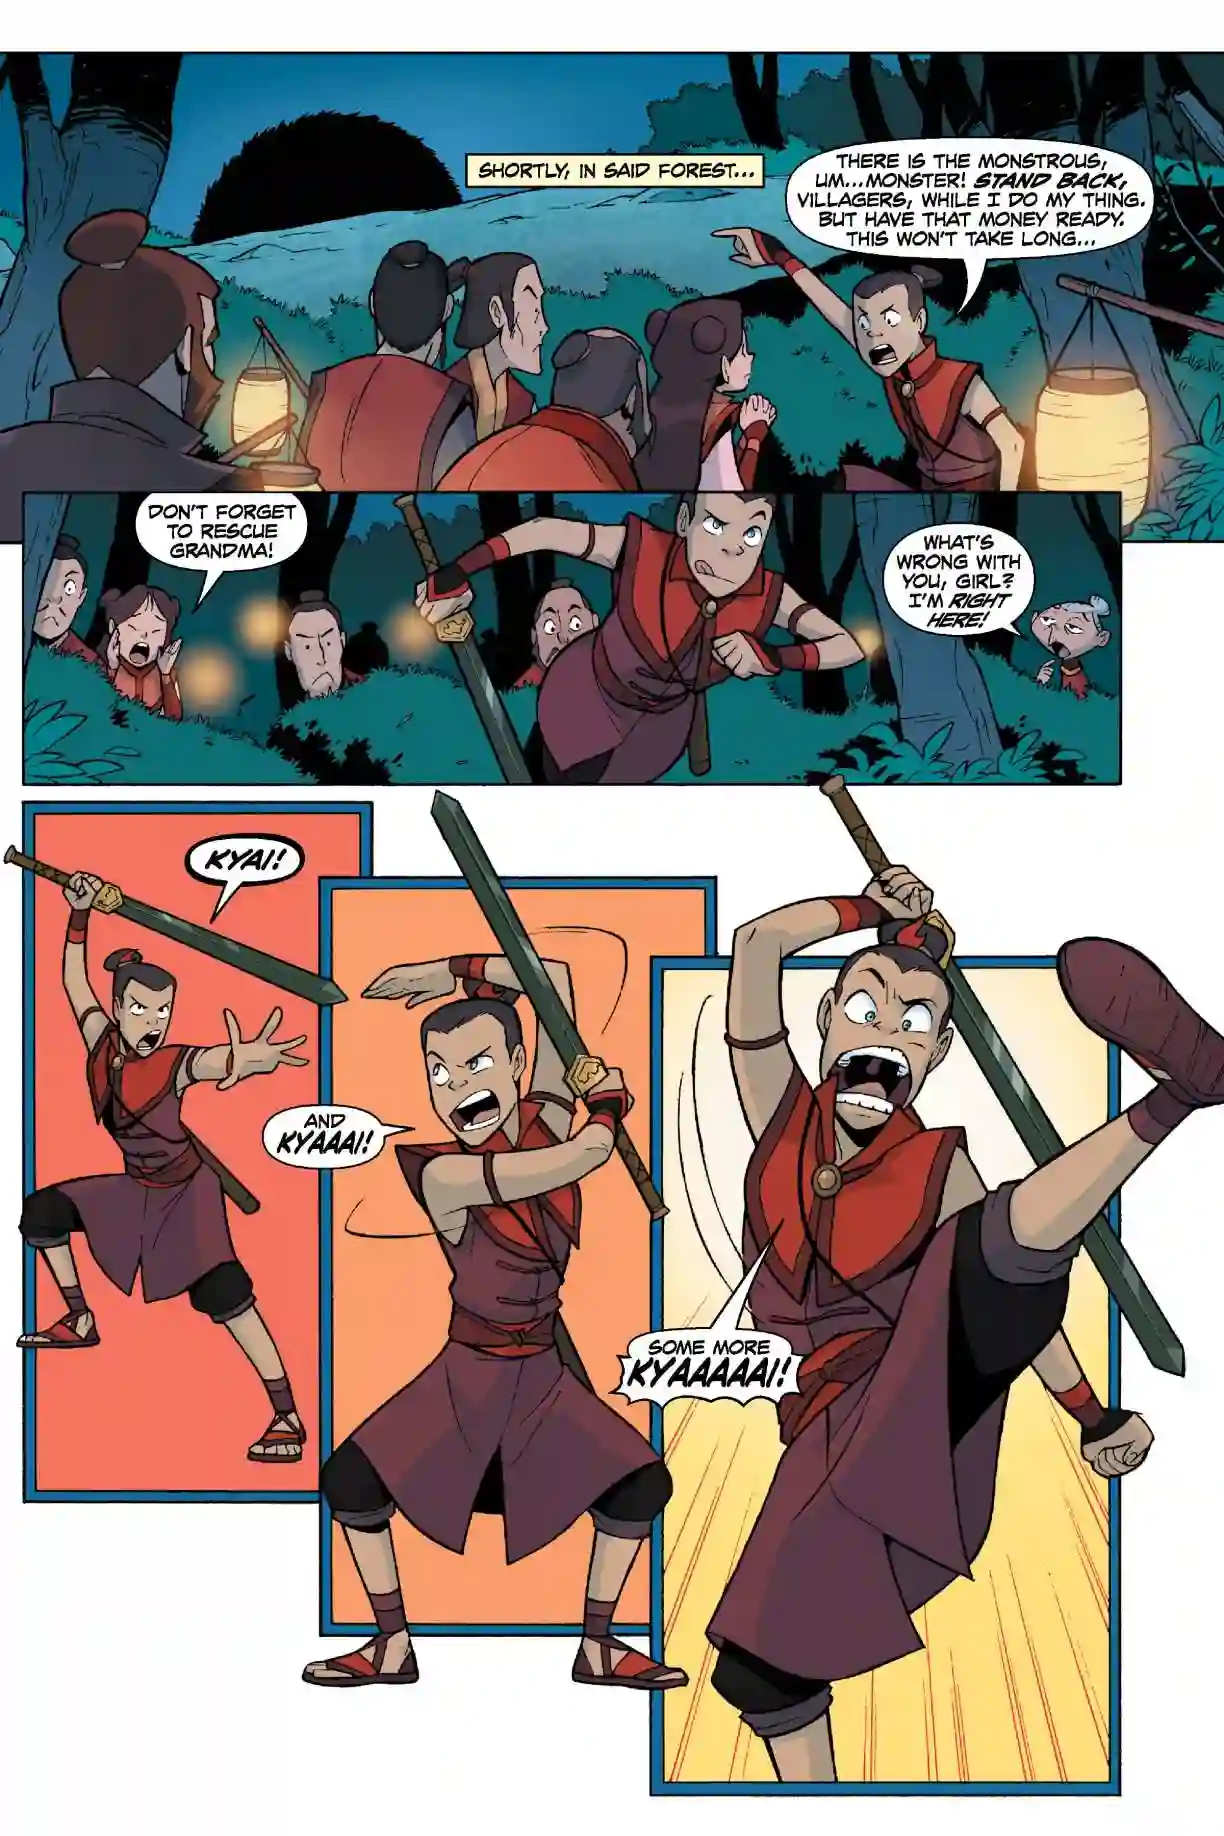 SHORTLY, IN SAID FOREST...
THERE IS THE MONSTROUS,
UM...MONSTER! STAND BACK,
VILLAGERS, WHILE I DO MY THING.
BUT HAVE THAT MONEY READY.
THIS WON'T TAKE LONG...
DON'T FORGET
TO RESCUE
GRANDMA!
WHAT'S
WRONG WITH
YOU, GIRL?
I'M RIGHT
HERE!
KYAI!
AND
KYAAAI!
SOME MORE
KYAAAAAI!